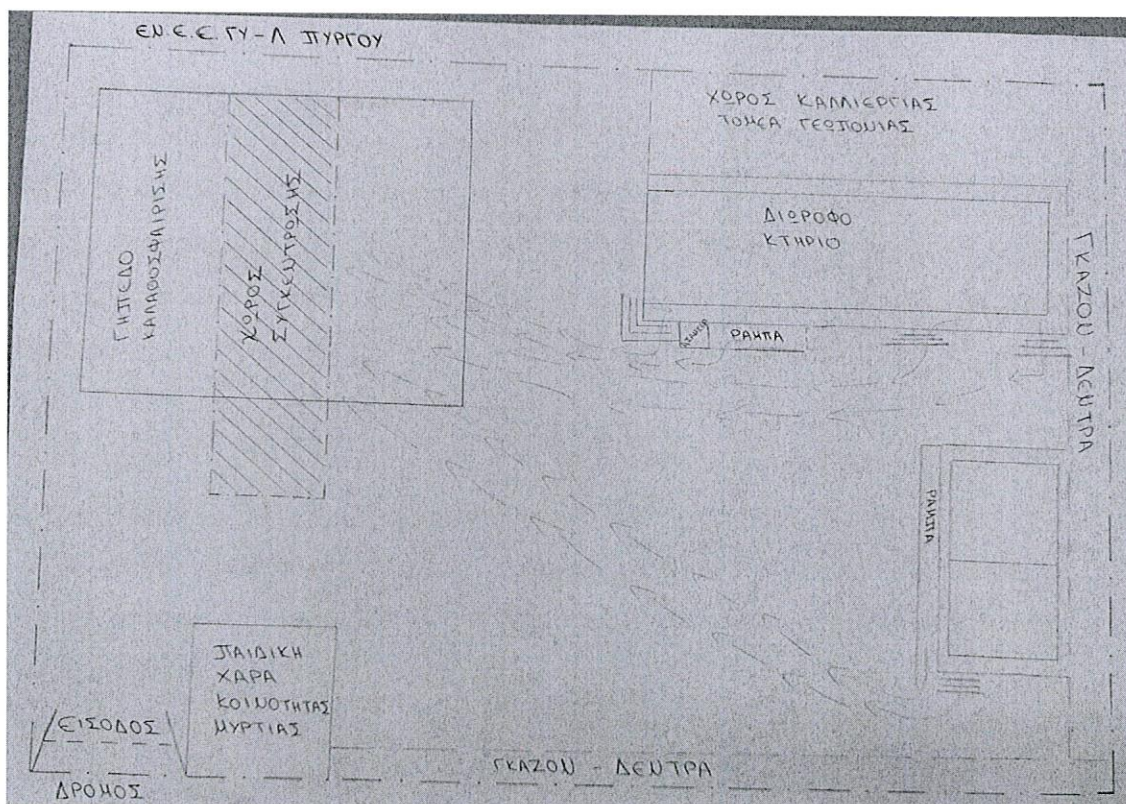 ΕΝ.Ε.Ε.ΓΥ-Λ ΠΥΡΓΟΥ
ΧΩΡΟΣ ΚΑΛΛΙΕΡΓΙΑΣ
ΤΟΜΕΑ ΓΕΩΠΟΝΙΑΣ
ΔΙΩΡΟΦΟ
ΚΤΗΡΙΟ
ΓΗΠΕΔΟ
ΚΑΛΑΘΟΣΦΑΙΡΙΣΗΣ
ΧΩΡΟΣ
ΣΥΓΚΕΝΤΡΩΣΗΣ
ΡΑΜΠΑ
ΓΚΑΖΟΝ - ΔΕΝΤΡΑ
ΡΑΜΠΑ
ΠΑΙΔΙΚΗ
ΧΑΡΑ
ΚΟΙΝΟΤΗΤΑΣ
ΜΥΡΤΙΑΣ
ΕΙΣΟΔΟΣ
ΓΚΑΖΟΝ - ΔΕΝΤΡΑ
ΔΡΟΜΟΣ